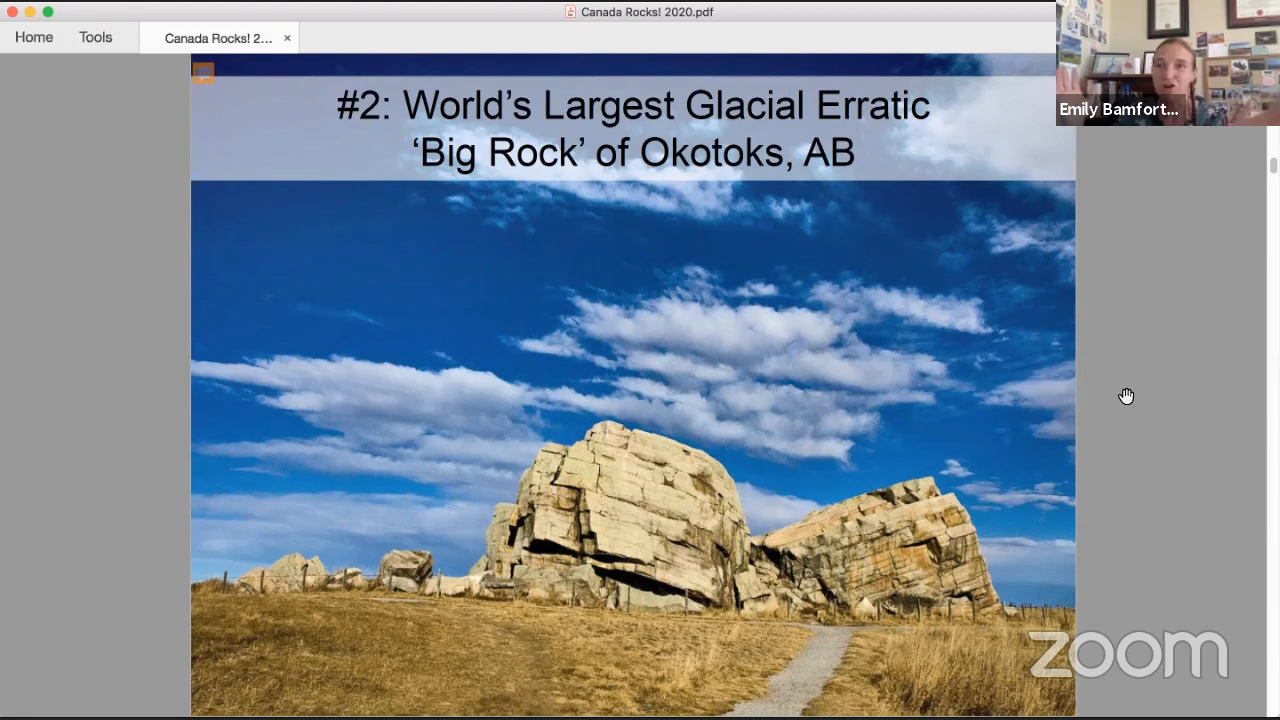 Canada Rocks! 2020.pdf
Home Tools Canada Rocks! 2... ×
#2: World’s Largest Glacial Erratic
‘Big Rock’ of Okotoks, AB
Emily Bamfort...
zoom